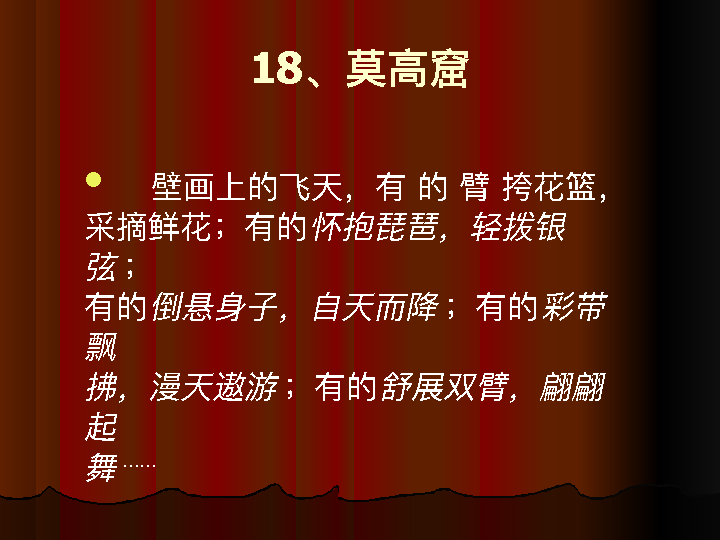 18、莫高窟
壁画上的飞天，有 的 臂 挎花篮，
采摘鲜花；有的怀抱琵琶，轻拨银
弦；
有的倒悬身子，自天而降；有的彩带
飘
拂，漫天遨游；有的舒展双臂，翩翩
起
舞……